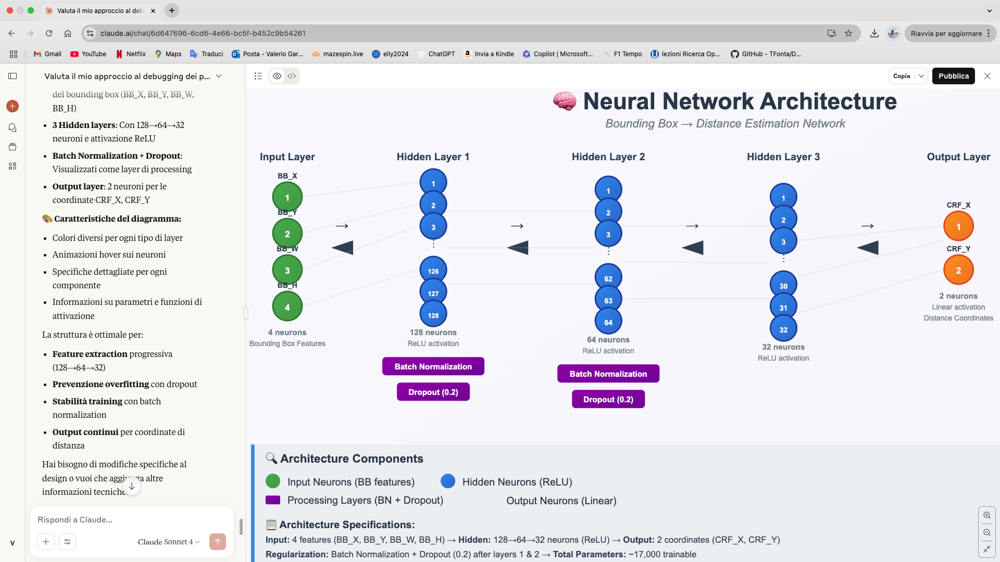 Valuta il mio approccio al deb
claude.ai/chat/6d647696-6cd6-4e66-bc5f-b452c9b54261
Riavvia per aggiornare
Gmail
YouTube
Netflix
Maps
Traduci
Posta - Valerio Gar...
mazespin.live
elly2024
ChatGPT
Invia a Kindle
Copilot | Microsoft...
F1 Tempo
lezioni Ricerca Op...
GitHub - TFonta/D...
Valuta il mio approccio al debugging dei p...
del bounding box (BB_X, BB_Y, BB_W,
BB_H)
• 3 Hidden layers: Con 128→64→32
neuroni e attivazione ReLU
• Batch Normalization + Dropout:
Visualizzati come layer di processing
• Output layer: 2 neuroni per le
coordinate CRF_X, CRF_Y
🎨 Caratteristiche del diagramma:
• Colori diversi per ogni tipo di layer
• Animazioni hover sui neuroni
• Specifiche dettagliate per ogni
componente
• Informazioni su parametri e funzioni di
attivazione
La struttura è ottimale per:
• Feature extraction progressiva
(128→64→32)
• Prevenzione overfitting con dropout
• Stabilità training con batch
normalization
• Output continui per coordinate di
distanza
Hai bisogno di modifiche specifiche al
design o vuoi che aggiunga altre
informazioni tecniche
Rispondi a Claude...
Claude Sonnet 4
V
Copia
Pubblica
🧠 Neural Network Architecture
Bounding Box → Distance Estimation Network
Input Layer
BB_X
1
BB_Y
2
BB_W
3
BB_H
4
4 neurons
Bounding Box Features
→
Hidden Layer 1
1
2
3
⋮
126
127
128
128 neurons
ReLU activation
Batch Normalization
Dropout (0.2)
→
Hidden Layer 2
1
2
3
⋮
62
63
64
64 neurons
ReLU activation
Batch Normalization
Dropout (0.2)
→
Hidden Layer 3
1
2
3
⋮
30
31
32
32 neurons
ReLU activation
→
Output Layer
CRF_X
1
CRF_Y
2
2 neurons
Linear activation
Distance Coordinates
🔍 Architecture Components
Input Neurons (BB features)
Hidden Neurons (ReLU)
Processing Layers (BN + Dropout)
Output Neurons (Linear)
📋 Architecture Specifications:
Input: 4 features (BB_X, BB_Y, BB_W, BB_H) → Hidden: 128→64→32 neurons (ReLU) → Output: 2 coordinates (CRF_X, CRF_Y)
Regularization: Batch Normalization + Dropout (0.2) after layers 1 & 2 → Total Parameters: ~17,000 trainable